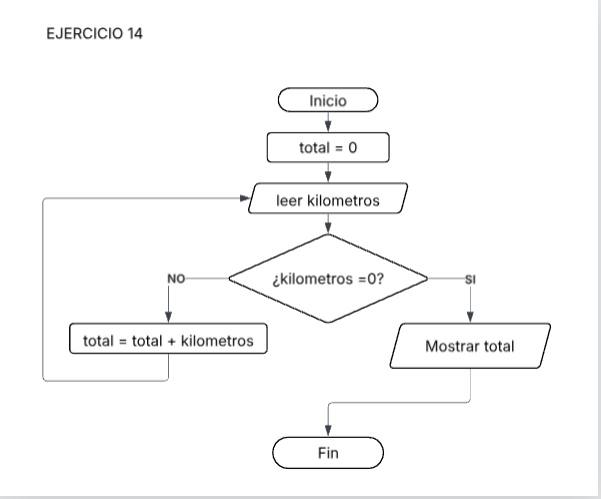 EJERCICIO 14
Inicio
total = 0
leer kilometros
¿kilometros =0?
NO
SI
total = total + kilometros
Mostrar total
Fin